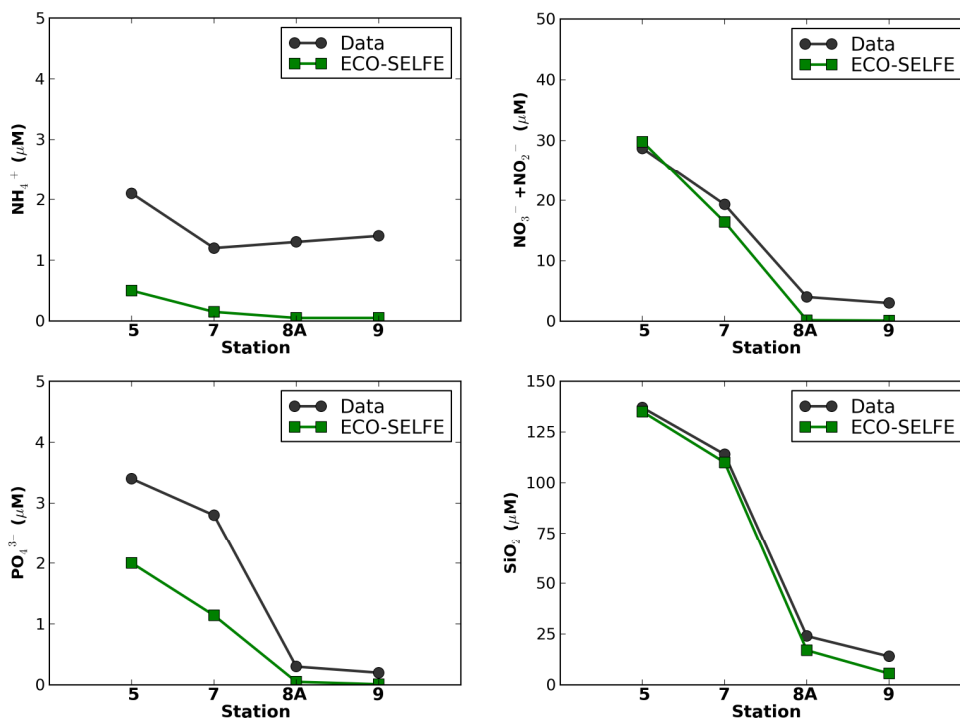 5
4
3
2
1
0
NH₄⁺ (μM)
Data
ECO-SELFE
5 7 8A 9
Station
50
40
30
20
10
0
NO₃⁻ +NO₂⁻ (μM)
Data
ECO-SELFE
5 7 8A 9
Station
5
4
3
2
1
0
PO₄³⁻ (μM)
Data
ECO-SELFE
5 7 8A 9
Station
150
125
100
75
50
25
0
SiO₂ (μM)
Data
ECO-SELFE
5 7 8A 9
Station